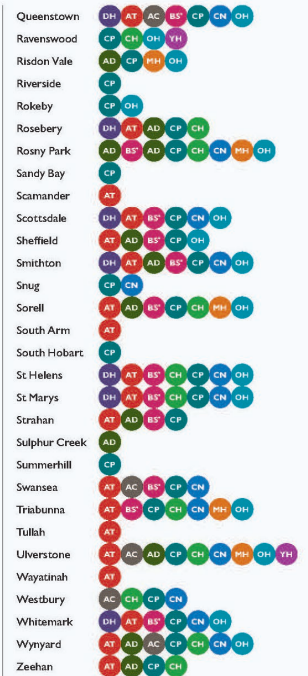 Queenstown DH AT AC BS* CP CN OH
Ravenswood CP CH OH YH
Risdon Vale AD CP MH OH
Riverside CP
Rokeby CP OH
Rosebery DH AT AD CP CH
Rosny Park AD BS* AD CP CH CN MH OH
Sandy Bay CP
Scamander AT
Scottsdale DH AT BS* CP CN OH
Sheffield AT AD BS* CP OH
Smithton DH AT AD BS* CP CN OH
Snug CP CN
Sorell AT AD BS* CP CH MH OH
South Arm AT
South Hobart CP
St Helens DH AT BS* CH CP CN OH
St Marys DH AT BS* CH CP CN OH
Strahan AT AD BS* CP
Sulphur Creek AD
Summerhill CP
Swansea AT AC BS* CP CN
Triabunna AT BS* CP CH CN MH OH
Tullah AT
Ulverstone AT AC AD CP CH CN MH OH YH
Wayatinah AT
Westbury AC CH CP CN
Whitemark DH AT BS* CP CN OH
Wynyard AT AD AC CP CH CN OH
Zeehan AT AD CP CH